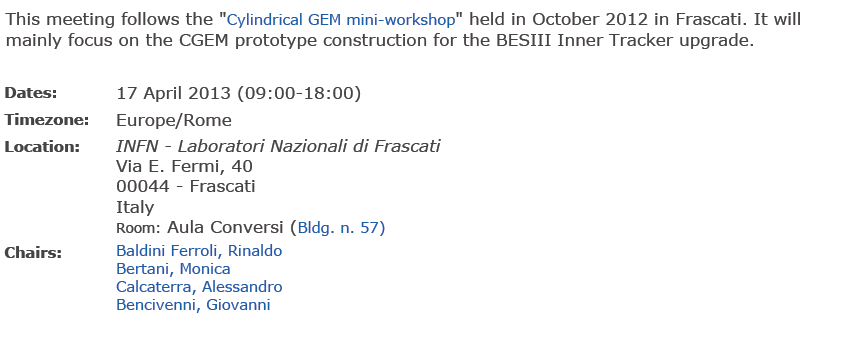 This meeting follows the "Cylindrical GEM mini-workshop" held in October 2012 in Frascati. It will
mainly focus on the CGEM prototype construction for the BESIII Inner Tracker upgrade.
Dates: 17 April 2013 (09:00-18:00)
Timezone: Europe/Rome
Location: INFN - Laboratori Nazionali di Frascati
Via E. Fermi, 40
00044 - Frascati
Italy
Room: Aula Conversi (Bldg. n. 57)
Chairs: Baldini Ferroli, Rinaldo
Bertani, Monica
Calcaterra, Alessandro
Bencivenni, Giovanni